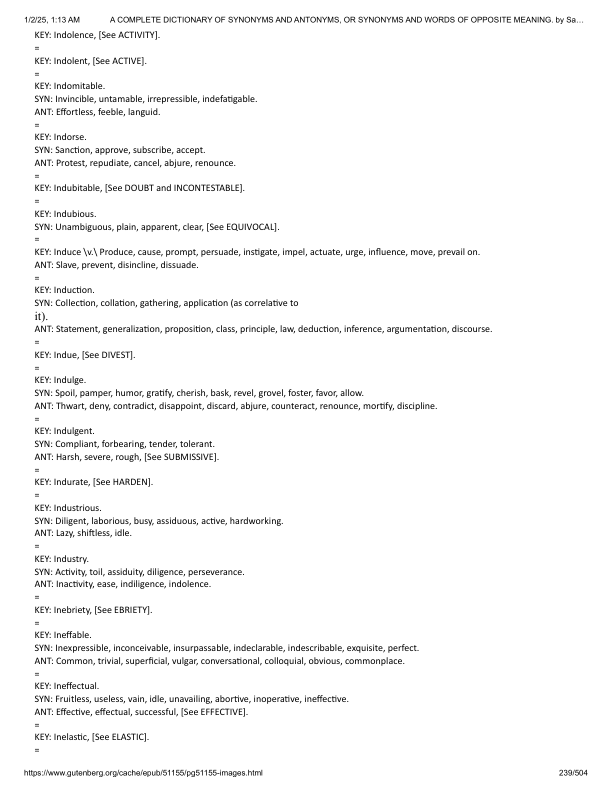 1/2/25, 1:13 AM A COMPLETE DICTIONARY OF SYNONYMS AND ANTONYMS, OR SYNONYMS AND WORDS OF OPPOSITE MEANING. by Sa…
KEY: Indolence, [See ACTIVITY].
=
KEY: Indolent, [See ACTIVE].
=
KEY: Indomitable.
SYN: Invincible, untamable, irrepressible, indefatigable.
ANT: Effortless, feeble, languid.
=
KEY: Indorse.
SYN: Sanction, approve, subscribe, accept.
ANT: Protest, repudiate, cancel, abjure, renounce.
=
KEY: Indubitable, [See DOUBT and INCONTESTABLE].
=
KEY: Indubious.
SYN: Unambiguous, plain, apparent, clear, [See EQUIVOCAL].
=
KEY: Induce \v.\ Produce, cause, prompt, persuade, instigate, impel, actuate, urge, influence, move, prevail on.
ANT: Slave, prevent, disincline, dissuade.
=
KEY: Induction.
SYN: Collection, collation, gathering, application (as correlative to
it).
ANT: Statement, generalization, proposition, class, principle, law, deduction, inference, argumentation, discourse.
=
KEY: Indue, [See DIVEST].
=
KEY: Indulge.
SYN: Spoil, pamper, humor, gratify, cherish, bask, revel, grovel, foster, favor, allow.
ANT: Thwart, deny, contradict, disappoint, discard, abjure, counteract, renounce, mortify, discipline.
=
KEY: Indulgent.
SYN: Compliant, forbearing, tender, tolerant.
ANT: Harsh, severe, rough, [See SUBMISSIVE].
=
KEY: Indurate, [See HARDEN].
=
KEY: Industrious.
SYN: Diligent, laborious, busy, assiduous, active, hardworking.
ANT: Lazy, shiftless, idle.
=
KEY: Industry.
SYN: Activity, toil, assiduity, diligence, perseverance.
ANT: Inactivity, ease, indiligence, indolence.
=
KEY: Inebriety, [See EBRIETY].
=
KEY: Ineffable.
SYN: Inexpressible, inconceivable, insurpassable, indeclarable, indescribable, exquisite, perfect.
ANT: Common, trivial, superficial, vulgar, conversational, colloquial, obvious, commonplace.
=
KEY: Ineffectual.
SYN: Fruitless, useless, vain, idle, unavailing, abortive, inoperative, ineffective.
ANT: Effective, effectual, successful, [See EFFECTIVE].
=
KEY: Inelastic, [See ELASTIC].
=
https://www.gutenberg.org/cache/epub/51155/pg51155-images.html 239/504